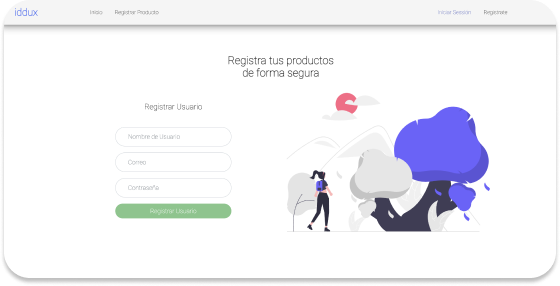 iddux
Inicio
Registrar Producto
Iniciar Sesión
Registrate
Registra tus productos
de forma segura
Registrar Usuario
Nombre de Usuario
Correo
Contraseña
Registrar Usuario